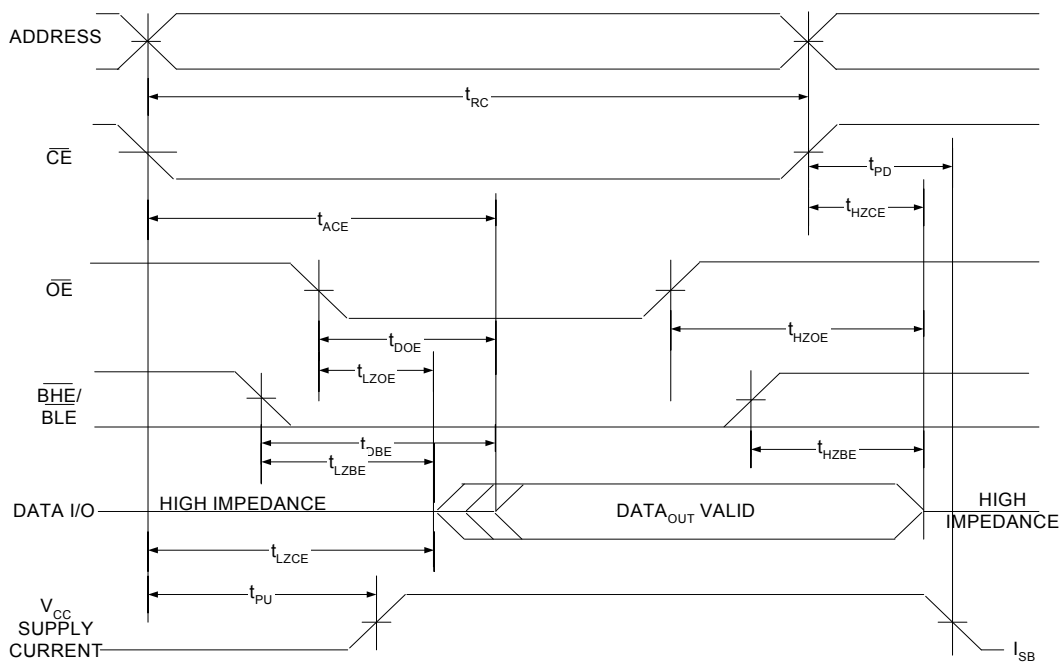 ADDRESS
tRC
CE
tPD
tHZCE
tACE
OE
tDOE
tHZOE
tLZOE
BHE/
BLE
tDBE
tHZBE
tLZBE
DATA I/O
HIGH IMPEDANCE
DATAOUT VALID
HIGH
IMPEDANCE
tLZCE
tPU
VCC
SUPPLY
CURRENT
ISB